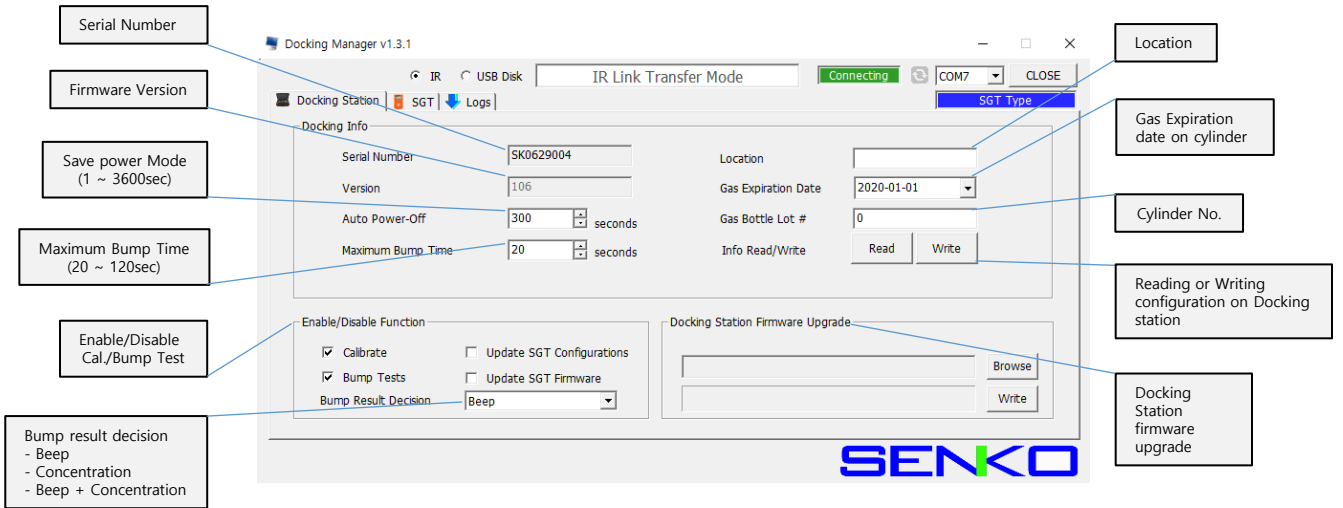 Serial Number
Firmware Version
Save power Mode
(1 ~ 3600sec)
Maximum Bump Time
(20 ~ 120sec)
Enable/Disable
Cal./Bump Test
Bump result decision
- Beep
- Concentration
- Beep + Concentration
Docking Manager v1.3.1
IR
USB Disk
IR Link Transfer Mode
Connecting
COM7
CLOSE
Docking Station
SGT
Logs
SGT Type
Docking Info
Serial Number
SK0629004
Location
Version
106
Gas Expiration Date
2020-01-01
Auto Power-Off
300
seconds
Gas Bottle Lot #
0
Maximum Bump Time
20
seconds
Info Read/Write
Read
Write
Enable/Disable Function
Calibrate
Update SGT Configurations
Bump Tests
Update SGT Firmware
Bump Result Decision
Beep
Docking Station Firmware Upgrade
Browse
Write
SENKO
Location
Gas Expiration
date on cylinder
Cylinder No.
Reading or Writing
configuration on Docking
station
Docking
Station
firmware
upgrade